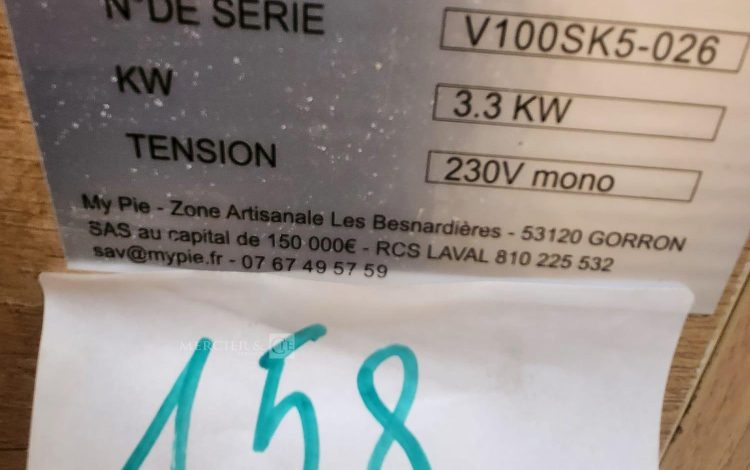 N°DE SERIE V100SK5-026
KW 3.3 KW
TENSION 230V mono
My Pie - Zone Artisanale Les Besnardières - 53120 GORRON
SAS au capital de 150 000€ - RCS LAVAL 810 225 532
sav@mypie.fr - 07 67 49 57 59
MERCIER & CIE
158